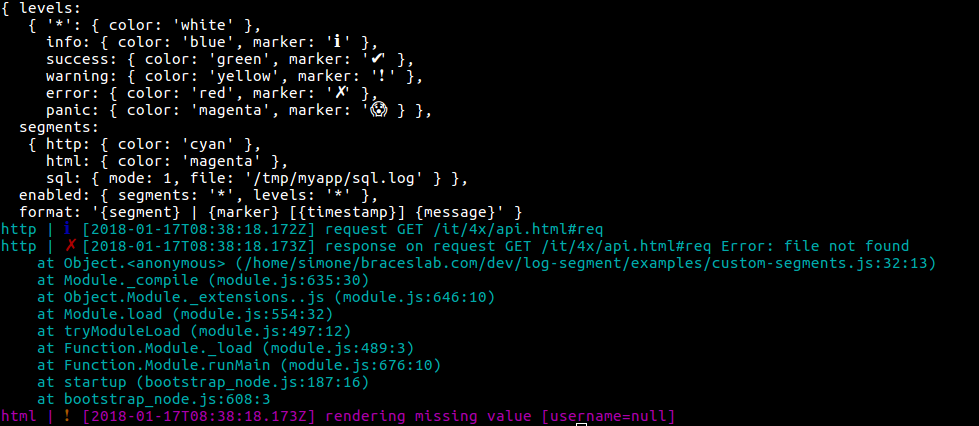 { levels:
   { '*': { color: 'white' },
     info: { color: 'blue', marker: 'ℹ' },
     success: { color: 'green', marker: '✔' },
     warning: { color: 'yellow', marker: '!' },
     error: { color: 'red', marker: '✗' },
     panic: { color: 'magenta', marker: '😱 } },
  segments:
   { http: { color: 'cyan' },
     html: { color: 'magenta' },
     sql: { mode: 1, file: '/tmp/myapp/sql.log' } },
  enabled: { segments: '*', levels: '*' },
  format: '{segment} | {marker} [{timestamp}] {message}' }
http | ℹ [2018-01-17T08:38:18.172Z] request GET /it/4x/api.html#req
http | ✗ [2018-01-17T08:38:18.173Z] response on request GET /it/4x/api.html#req Error: file not found
    at Object.<anonymous> (/home/simone/braceslab.com/dev/log-segment/examples/custom-segments.js:32:13)
    at Module._compile (module.js:635:30)
    at Object.Module._extensions..js (module.js:646:10)
    at Module.load (module.js:554:32)
    at tryModuleLoad (module.js:497:12)
    at Function.Module._load (module.js:489:3)
    at Function.Module.runMain (module.js:676:10)
    at startup (bootstrap_node.js:187:16)
    at bootstrap_node.js:608:3
html | ! [2018-01-17T08:38:18.173Z] rendering missing value [username=null]